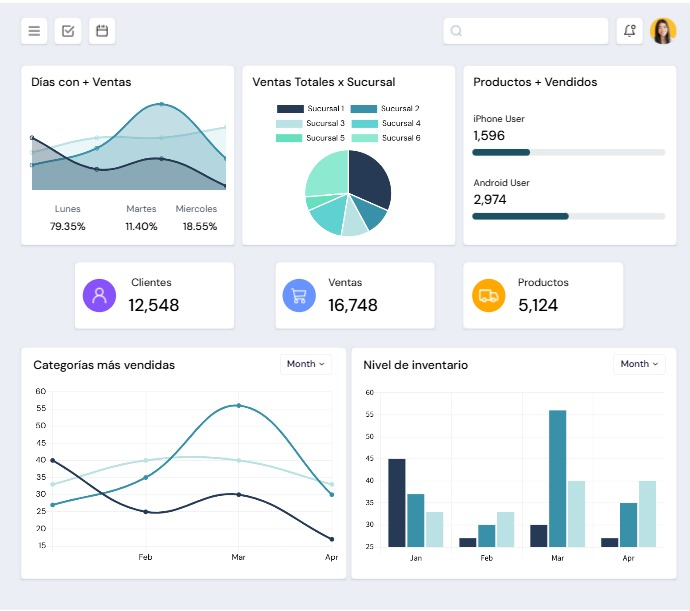 Días con + Ventas
Lunes Martes Miercoles
79.35% 11.40% 18.55%
Ventas Totales x Sucursal
Sucursal 1 Sucursal 2
Sucursal 3 Sucursal 4
Sucursal 5 Sucursal 6
Productos + Vendidos
iPhone User
1,596
Android User
2,974
Clientes
12,548
Ventas
16,748
Productos
5,124
Categorías más vendidas
Month
60
55
50
45
40
35
30
25
20
15
Feb Mar Apr
Nivel de inventario
Month
60
55
50
45
40
35
30
25
Jan Feb Mar Apr